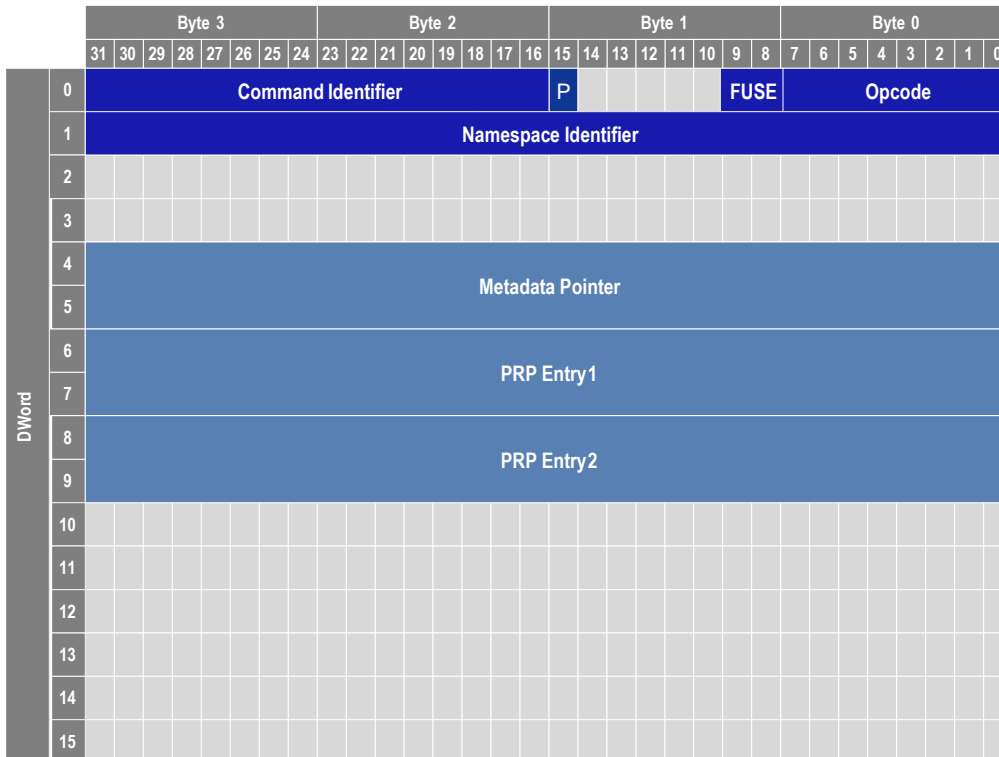 Byte 3 Byte 2 Byte 1 Byte 0
31 30 29 28 27 26 25 24 23 22 21 20 19 18 17 16 15 14 13 12 11 10 9 8 7 6 5 4 3 2 1 0
DWord
0 Command Identifier P FUSE Opcode
1 Namespace Identifier
2
3
4
Metadata Pointer
5
6
PRP Entry1
7
8
PRP Entry2
9
10
11
12
13
14
15